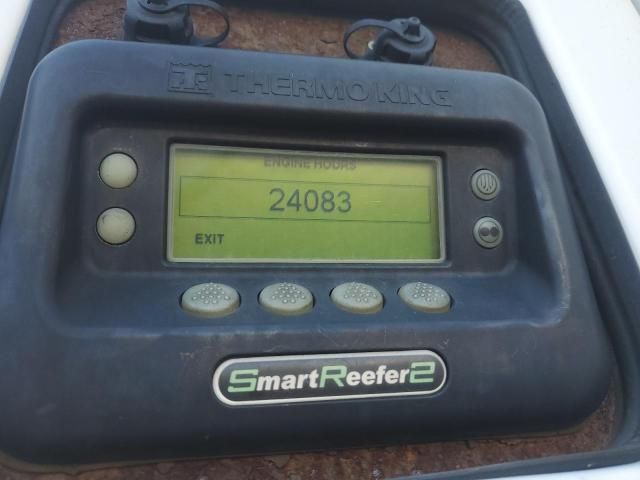 THERMO KING
ENGINE HOURS
24083
EXIT
SmartReefer2